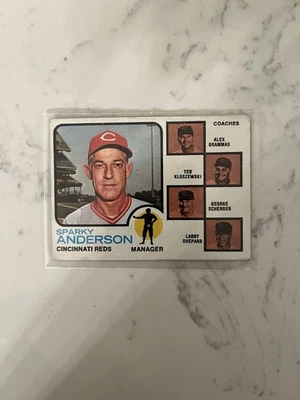 COACHES
ALEX
GRAMMAS
TED
KLUSZEWSKI
GEORGE
SCHERGER
LARRY
SHEPARD
C
SPARKY
ANDERSON
CINCINNATI REDS
MANAGER